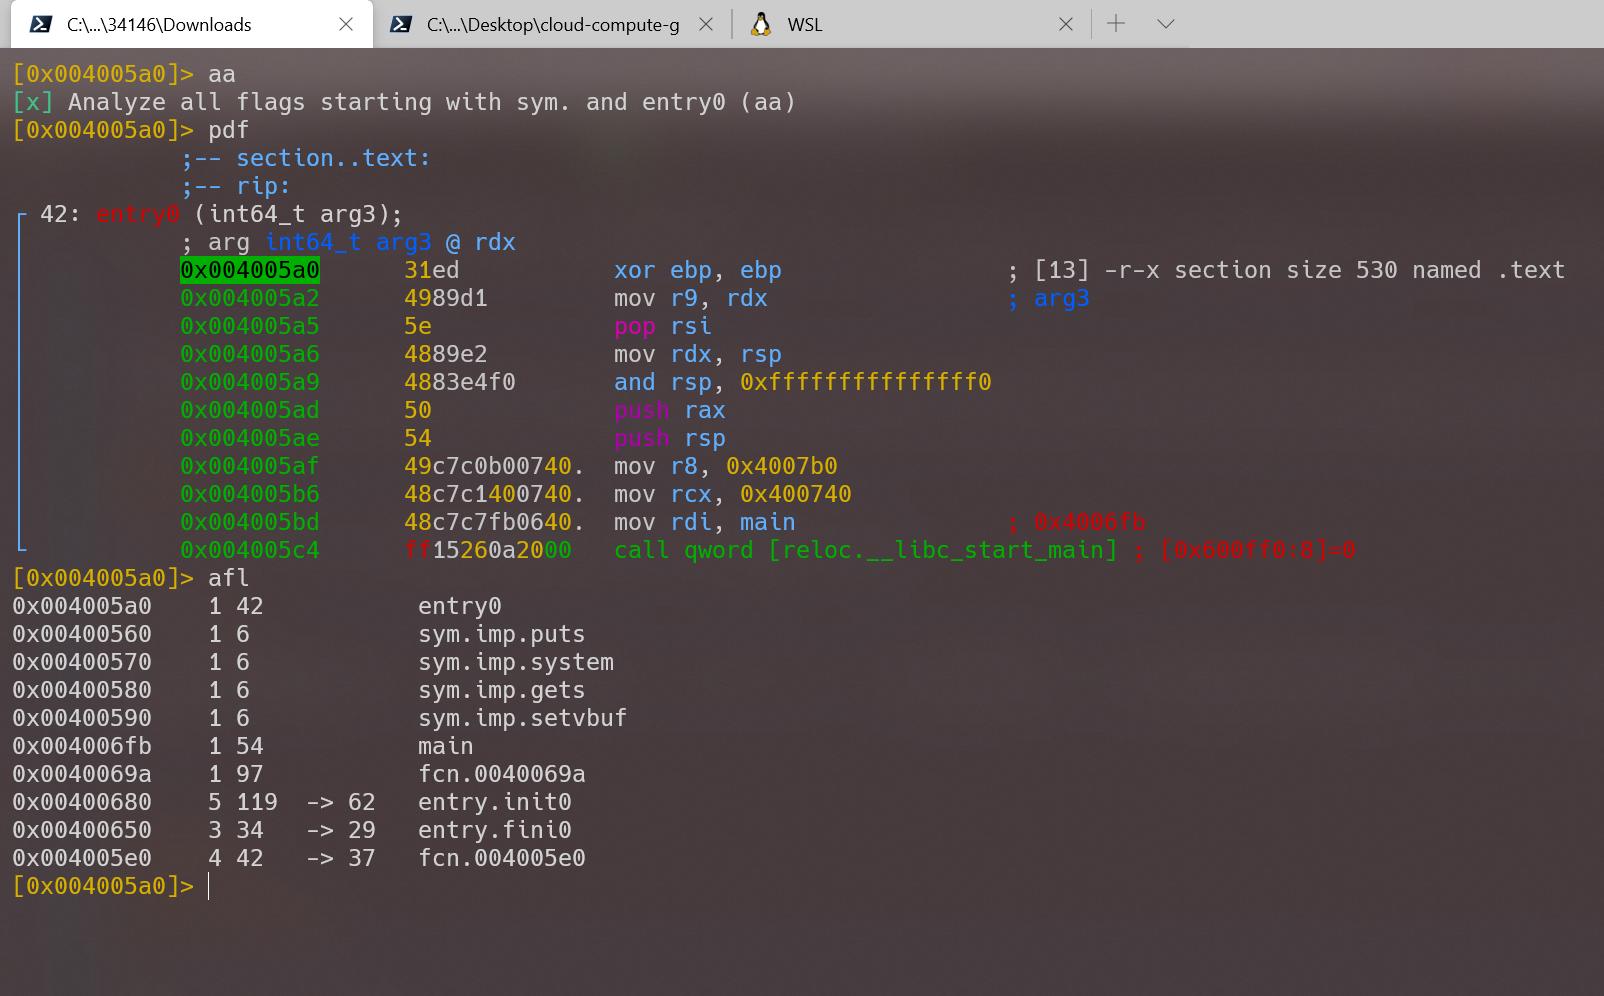 C:\...\34146\Downloads C:\...\Desktop\cloud-compute-g WSL
[0x004005a0]> aa
[x] Analyze all flags starting with sym. and entry0 (aa)
[0x004005a0]> pdf
;-- section..text:
;-- rip:
42: entry0 (int64_t arg3);
; arg int64_t arg3 @ rdx
0x004005a0 31ed xor ebp, ebp ; [13] -r-x section size 530 named .text
0x004005a2 4989d1 mov r9, rdx ; arg3
0x004005a5 5e pop rsi
0x004005a6 4889e2 mov rdx, rsp
0x004005a9 4883e4f0 and rsp, 0xfffffffffffffff0
0x004005ad 50 push rax
0x004005ae 54 push rsp
0x004005af 49c7c0b00740. mov r8, 0x4007b0
0x004005b6 48c7c1400740. mov rcx, 0x400740
0x004005bd 48c7c7fb0640. mov rdi, main ; 0x4006fb
0x004005c4 ff15260a2000 call qword [reloc.__libc_start_main] ; [0x600ff0:8]=0
[0x004005a0]> afl
0x004005a0 1 42 entry0
0x00400560 1 6 sym.imp.puts
0x00400570 1 6 sym.imp.system
0x00400580 1 6 sym.imp.gets
0x00400590 1 6 sym.imp.setvbuf
0x004006fb 1 54 main
0x0040069a 1 97 fcn.0040069a
0x00400680 5 119 -> 62 entry.init0
0x00400650 3 34 -> 29 entry.fini0
0x004005e0 4 42 -> 37 fcn.004005e0
[0x004005a0]>